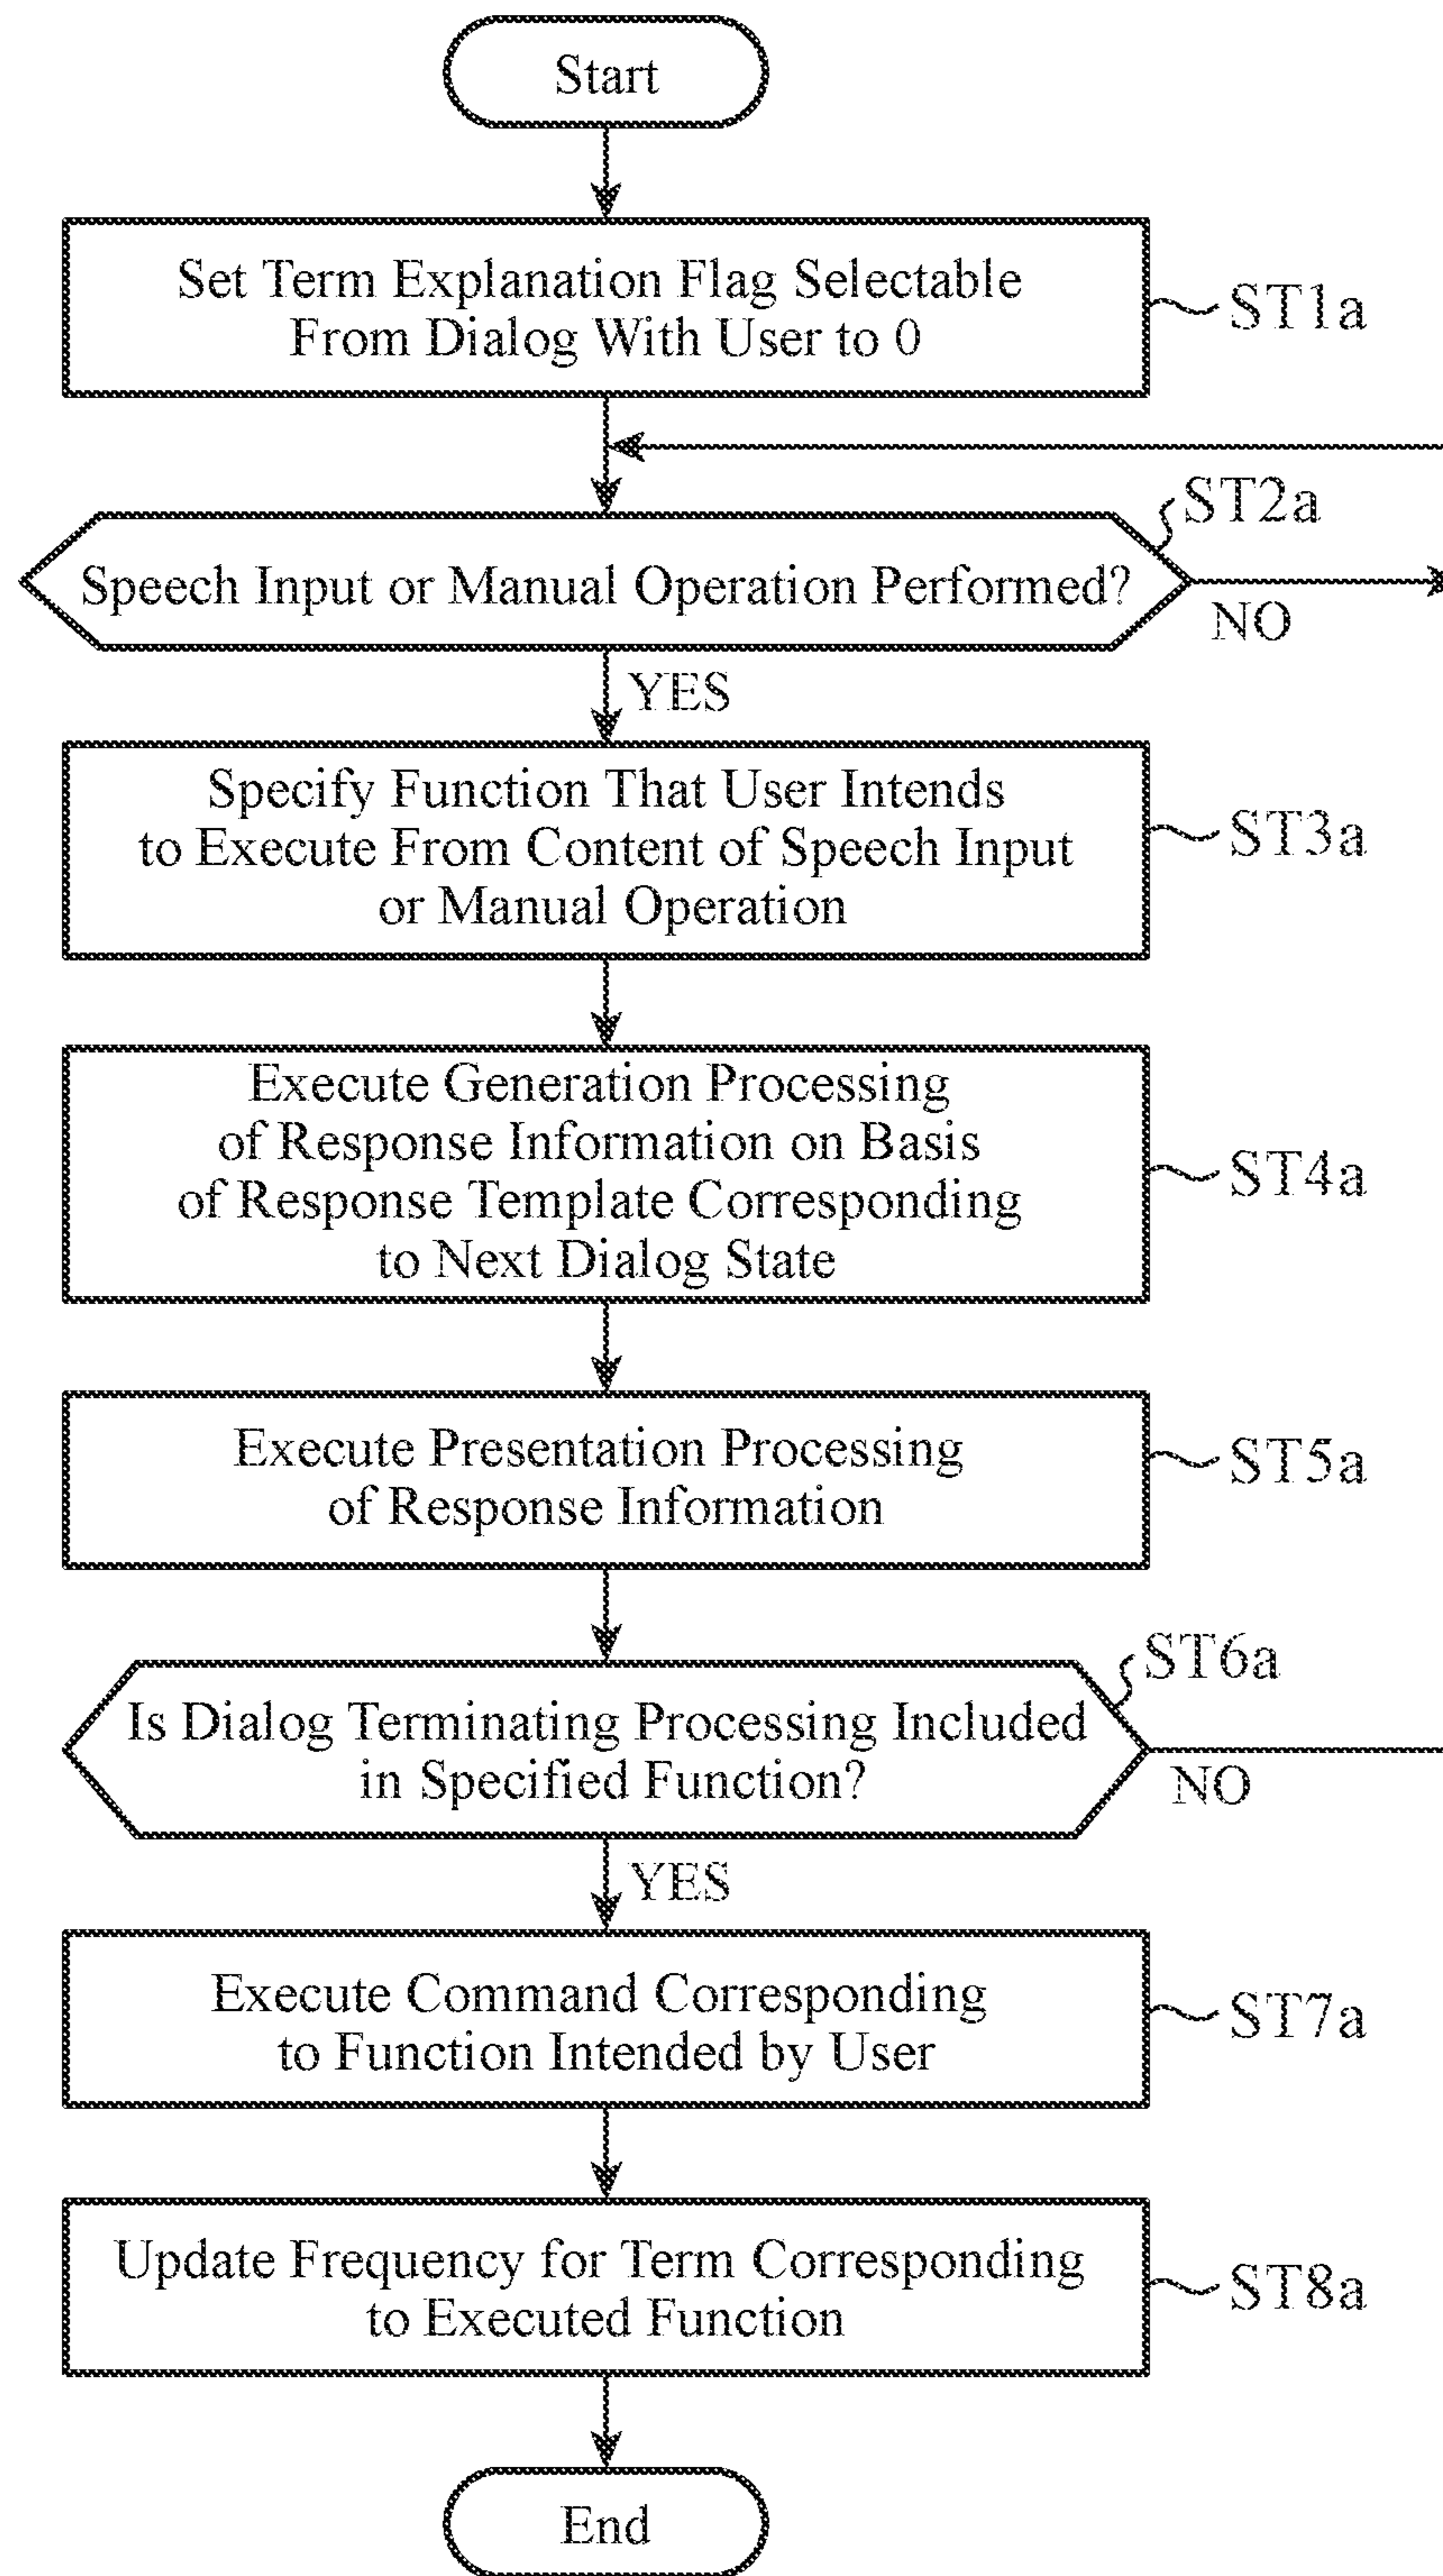 Start
Set Term Explanation Flag Selectable
From Dialog With User to 0
ST1a
ST2a
Speech Input or Manual Operation Performed?
NO
YES
Specify Function That User Intends
to Execute From Content of Speech Input
or Manual Operation
ST3a
Execute Generation Processing
of Response Information on Basis
of Response Template Corresponding
to Next Dialog State
ST4a
Execute Presentation Processing
of Response Information
ST5a
ST6a
Is Dialog Terminating Processing Included
in Specified Function?
NO
YES
Execute Command Corresponding
to Function Intended by User
ST7a
Update Frequency for Term Corresponding
to Executed Function
ST8a
End